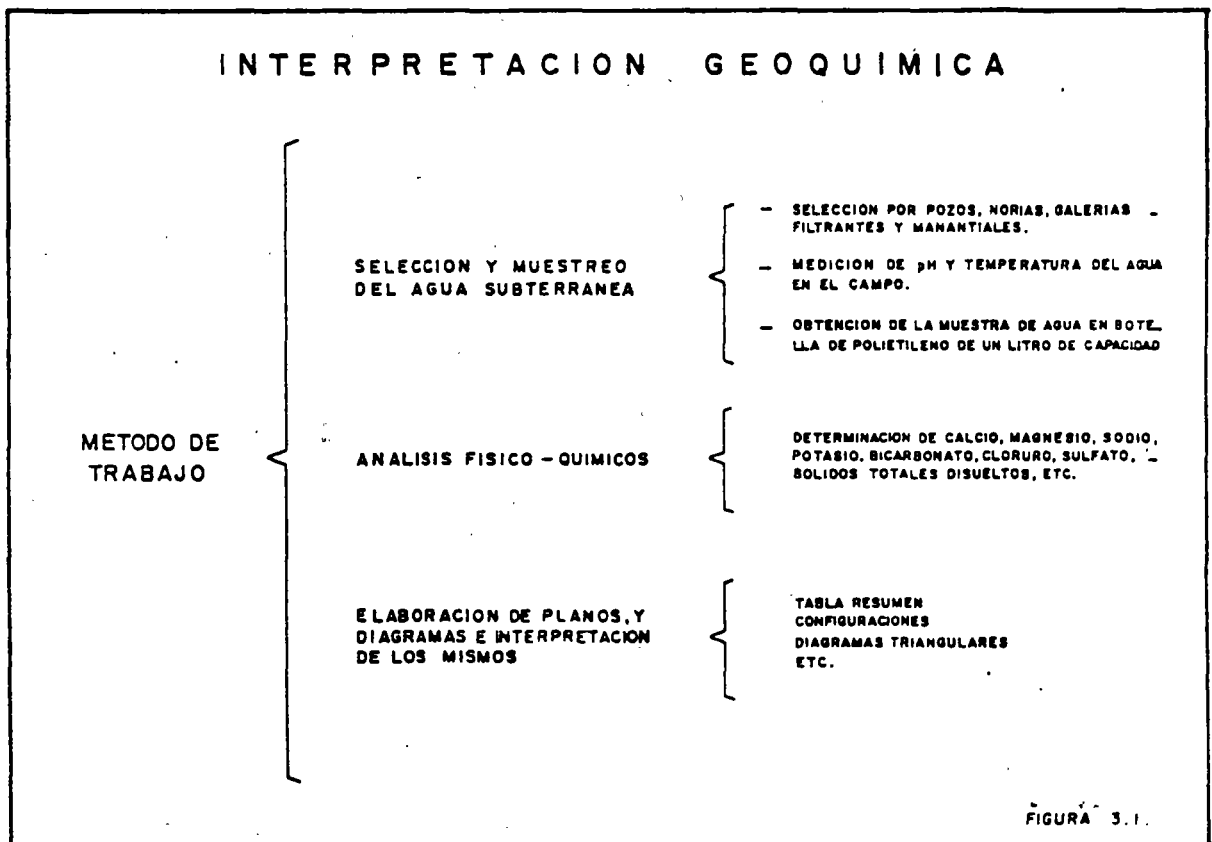 INTERPRETACION GEOQUIMICA
METODO DE
TRABAJO
SELECCION Y MUESTREO
DEL AGUA SUBTERRANEA
- SELECCION POR POZOS, NORIAS, GALERIAS -
FILTRANTES Y MANANTIALES.
- MEDICION DE pH Y TEMPERATURA DEL AGUA
EN EL CAMPO.
- OBTENCION DE LA MUESTRA DE AGUA EN BOTE_
LLA DE POLIETILENO DE UN LITRO DE CAPACIDAD
ANALISIS FISICO - QUIMICOS
DETERMINACION DE CALCIO, MAGNESIO, SODIO,
POTASIO, BICARBONATO, CLORURO, SULFATO, -
SOLIDOS TOTALES DISUELTOS, ETC.
ELABORACION DE PLANOS, Y
DIAGRAMAS E INTERPRETACION
DE LOS MISMOS
TABLA RESUMEN
CONFIGURACIONES
DIAGRAMAS TRIANGULARES
ETC.
FIGURA 3.1.